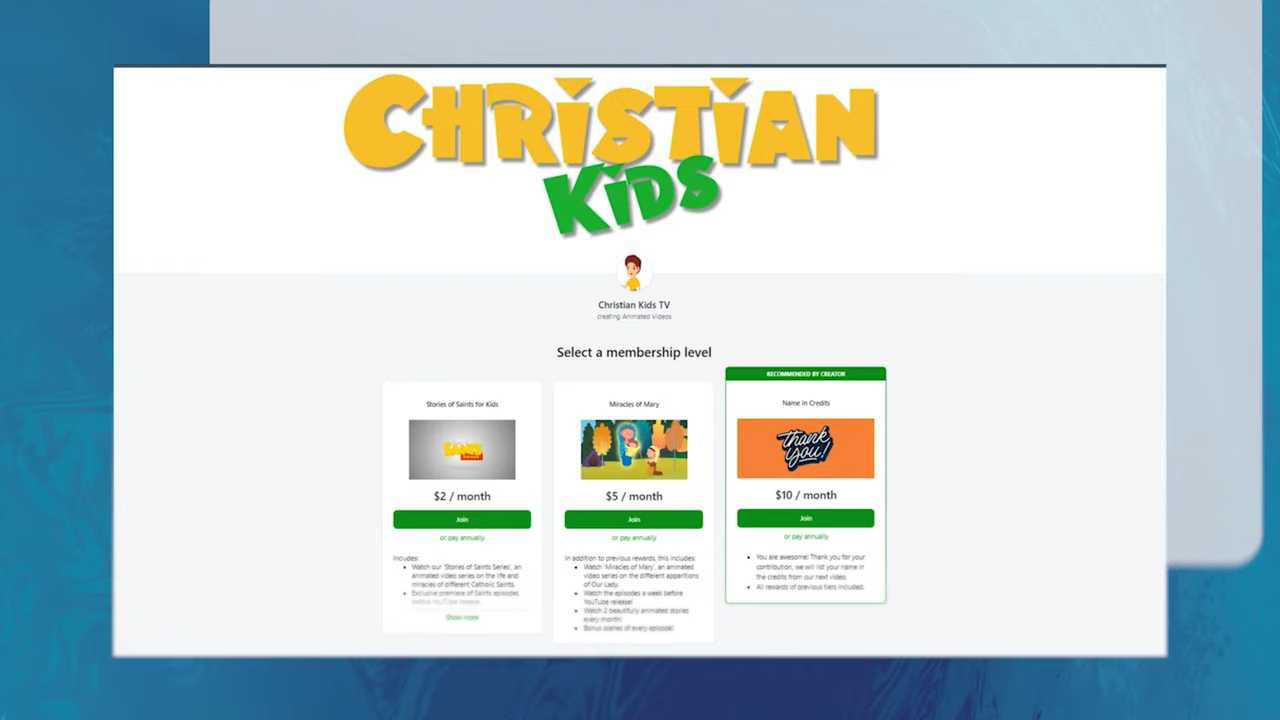 CHRISTIAN
KIDS
Christian Kids TV
creating Animated Videos
Select a membership level
Stories of Saints for Kids
SAINTS
$2 / month
Join
or pay annually
Includes:
Watch our 'Stories of Saints Series', an
animated video series on the life and
miracles of different Catholic Saints.
Exclusive premiere of Saints episodes
before YouTube release
Show more
Miracles of Mary
$5 / month
Join
or pay annually
In addition to previous rewards, this includes:
Watch 'Miracles of Mary', an animated
video series on the different apparitions
of Our Lady.
Watch the episodes a week before
YouTube release!
Watch 2 beautifully animated stories
every month!
Bonus scenes of every episode!
RECOMMENDED BY CREATOR
Name in Credits
Thank
you!
$10 / month
Join
or pay annually
You are awesome! Thank you for your
contribution, we will list your name in
the credits from our next video.
All rewards of previous tiers included.